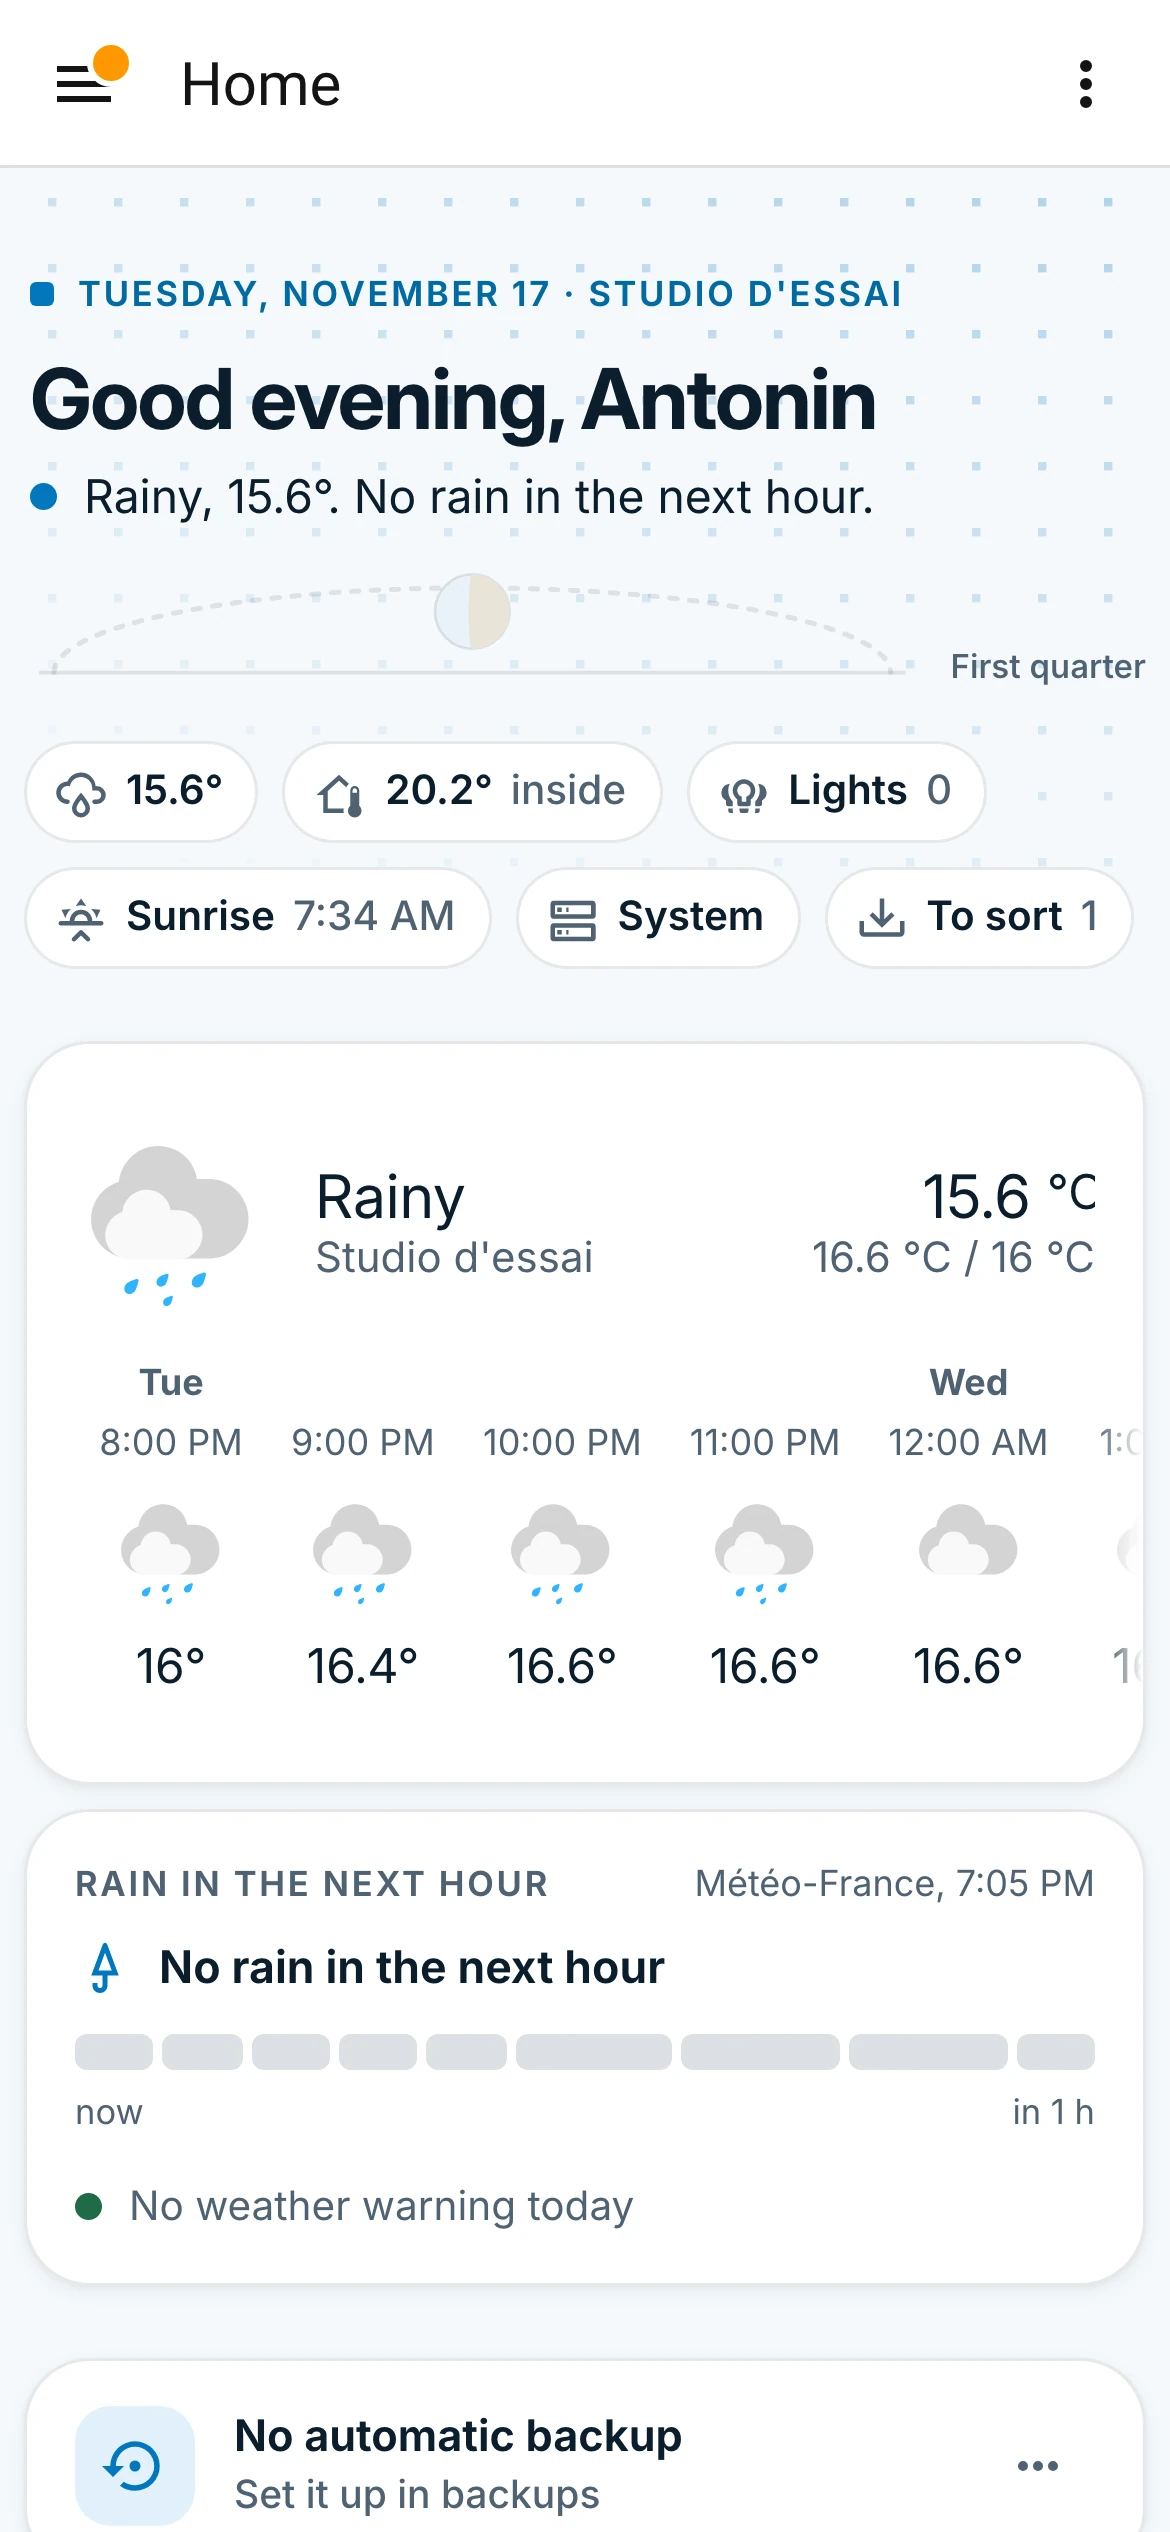 Home
TUESDAY, NOVEMBER 17 · STUDIO D'ESSAI
Good evening, Antonin
Rainy, 15.6°. No rain in the next hour.
First quarter
15.6° 20.2° inside Lights 0
Sunrise 7:34 AM System To sort 1
Rainy 15.6 °C
Studio d'essai 16.6 °C / 16 °C
Tue Wed
8:00 PM 9:00 PM 10:00 PM 11:00 PM 12:00 AM
16° 16.4° 16.6° 16.6° 16.6°
RAIN IN THE NEXT HOUR Météo-France, 7:05 PM
No rain in the next hour
now in 1 h
No weather warning today
No automatic backup
Set it up in backups